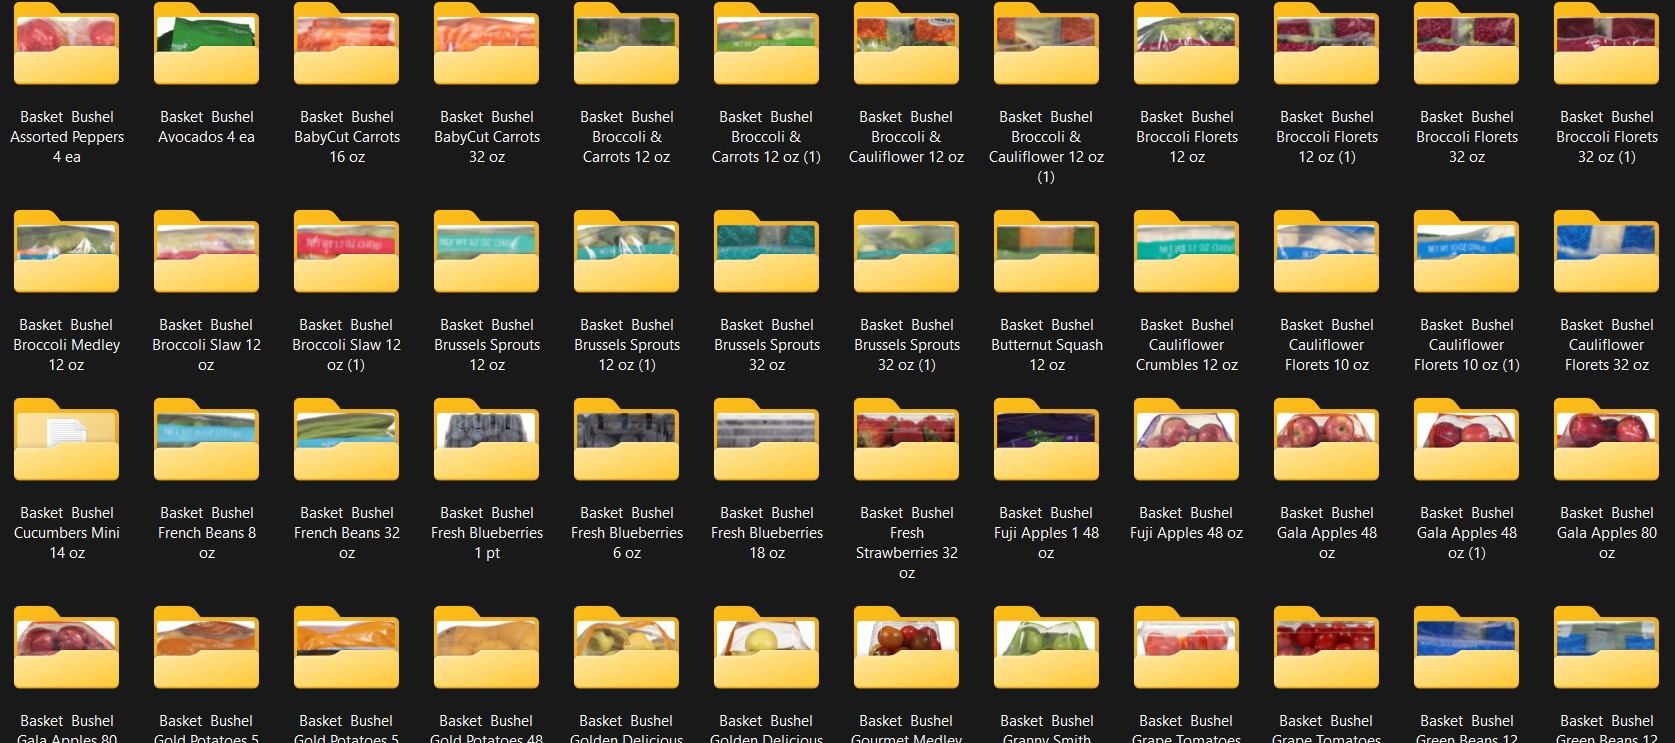 Basket Bushel
Assorted Peppers
4 ea
Basket Bushel
Avocados 4 ea
Basket Bushel
BabyCut Carrots
16 oz
Basket Bushel
BabyCut Carrots
32 oz
Basket Bushel
Broccoli &
Carrots 12 oz
Basket Bushel
Broccoli &
Carrots 12 oz (1)
Basket Bushel
Broccoli &
Cauliflower 12 oz
Basket Bushel
Broccoli &
Cauliflower 12 oz
(1)
Basket Bushel
Broccoli Florets
12 oz
Basket Bushel
Broccoli Florets
12 oz (1)
Basket Bushel
Broccoli Florets
32 oz
Basket Bushel
Broccoli Florets
32 oz (1)
Basket Bushel
Broccoli Medley
12 oz
Basket Bushel
Broccoli Slaw 12
oz
Basket Bushel
Broccoli Slaw 12
oz (1)
Basket Bushel
Brussels Sprouts
12 oz
Basket Bushel
Brussels Sprouts
12 oz (1)
Basket Bushel
Brussels Sprouts
32 oz
Basket Bushel
Brussels Sprouts
32 oz (1)
Basket Bushel
Butternut Squash
12 oz
Basket Bushel
Cauliflower
Crumbles 12 oz
Basket Bushel
Cauliflower
Florets 10 oz
Basket Bushel
Cauliflower
Florets 10 oz (1)
Basket Bushel
Cauliflower
Florets 32 oz
Basket Bushel
Cucumbers Mini
14 oz
Basket Bushel
French Beans 8
oz
Basket Bushel
French Beans 32
oz
Basket Bushel
Fresh Blueberries
1 pt
Basket Bushel
Fresh Blueberries
6 oz
Basket Bushel
Fresh Blueberries
18 oz
Basket Bushel
Fresh
Strawberries 32
oz
Basket Bushel
Fuji Apples 1 48
oz
Basket Bushel
Fuji Apples 48 oz
Basket Bushel
Gala Apples 48
oz
Basket Bushel
Gala Apples 48
oz (1)
Basket Bushel
Gala Apples 80
oz
Basket Bushel
Gala Apples 80
Basket Bushel
Gold Potatoes 5
Basket Bushel
Gold Potatoes 5
Basket Bushel
Gold Potatoes 48
Basket Bushel
Golden Delicious
Basket Bushel
Golden Delicious
Basket Bushel
Gourmet Medley
Basket Bushel
Granny Smith
Basket Bushel
Grape Tomatoes
Basket Bushel
Grape Tomatoes
Basket Bushel
Green Beans 12
Basket Bushel
Green Beans 12